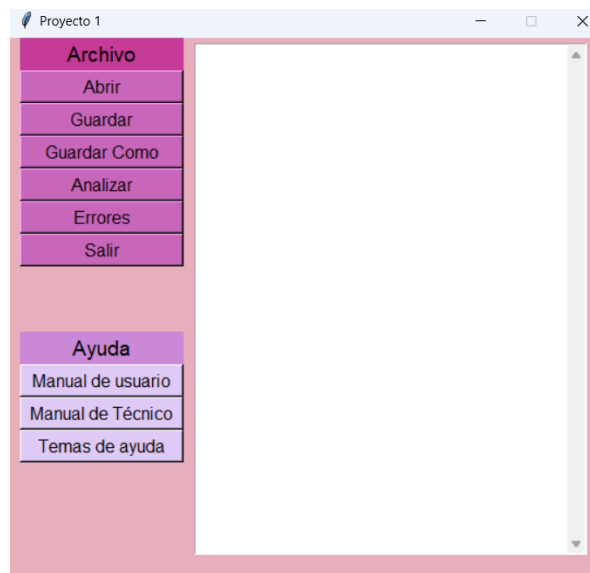 Proyecto 1
Archivo
Abrir
Guardar
Guardar Como
Analizar
Errores
Salir
Ayuda
Manual de usuario
Manual de Técnico
Temas de ayuda